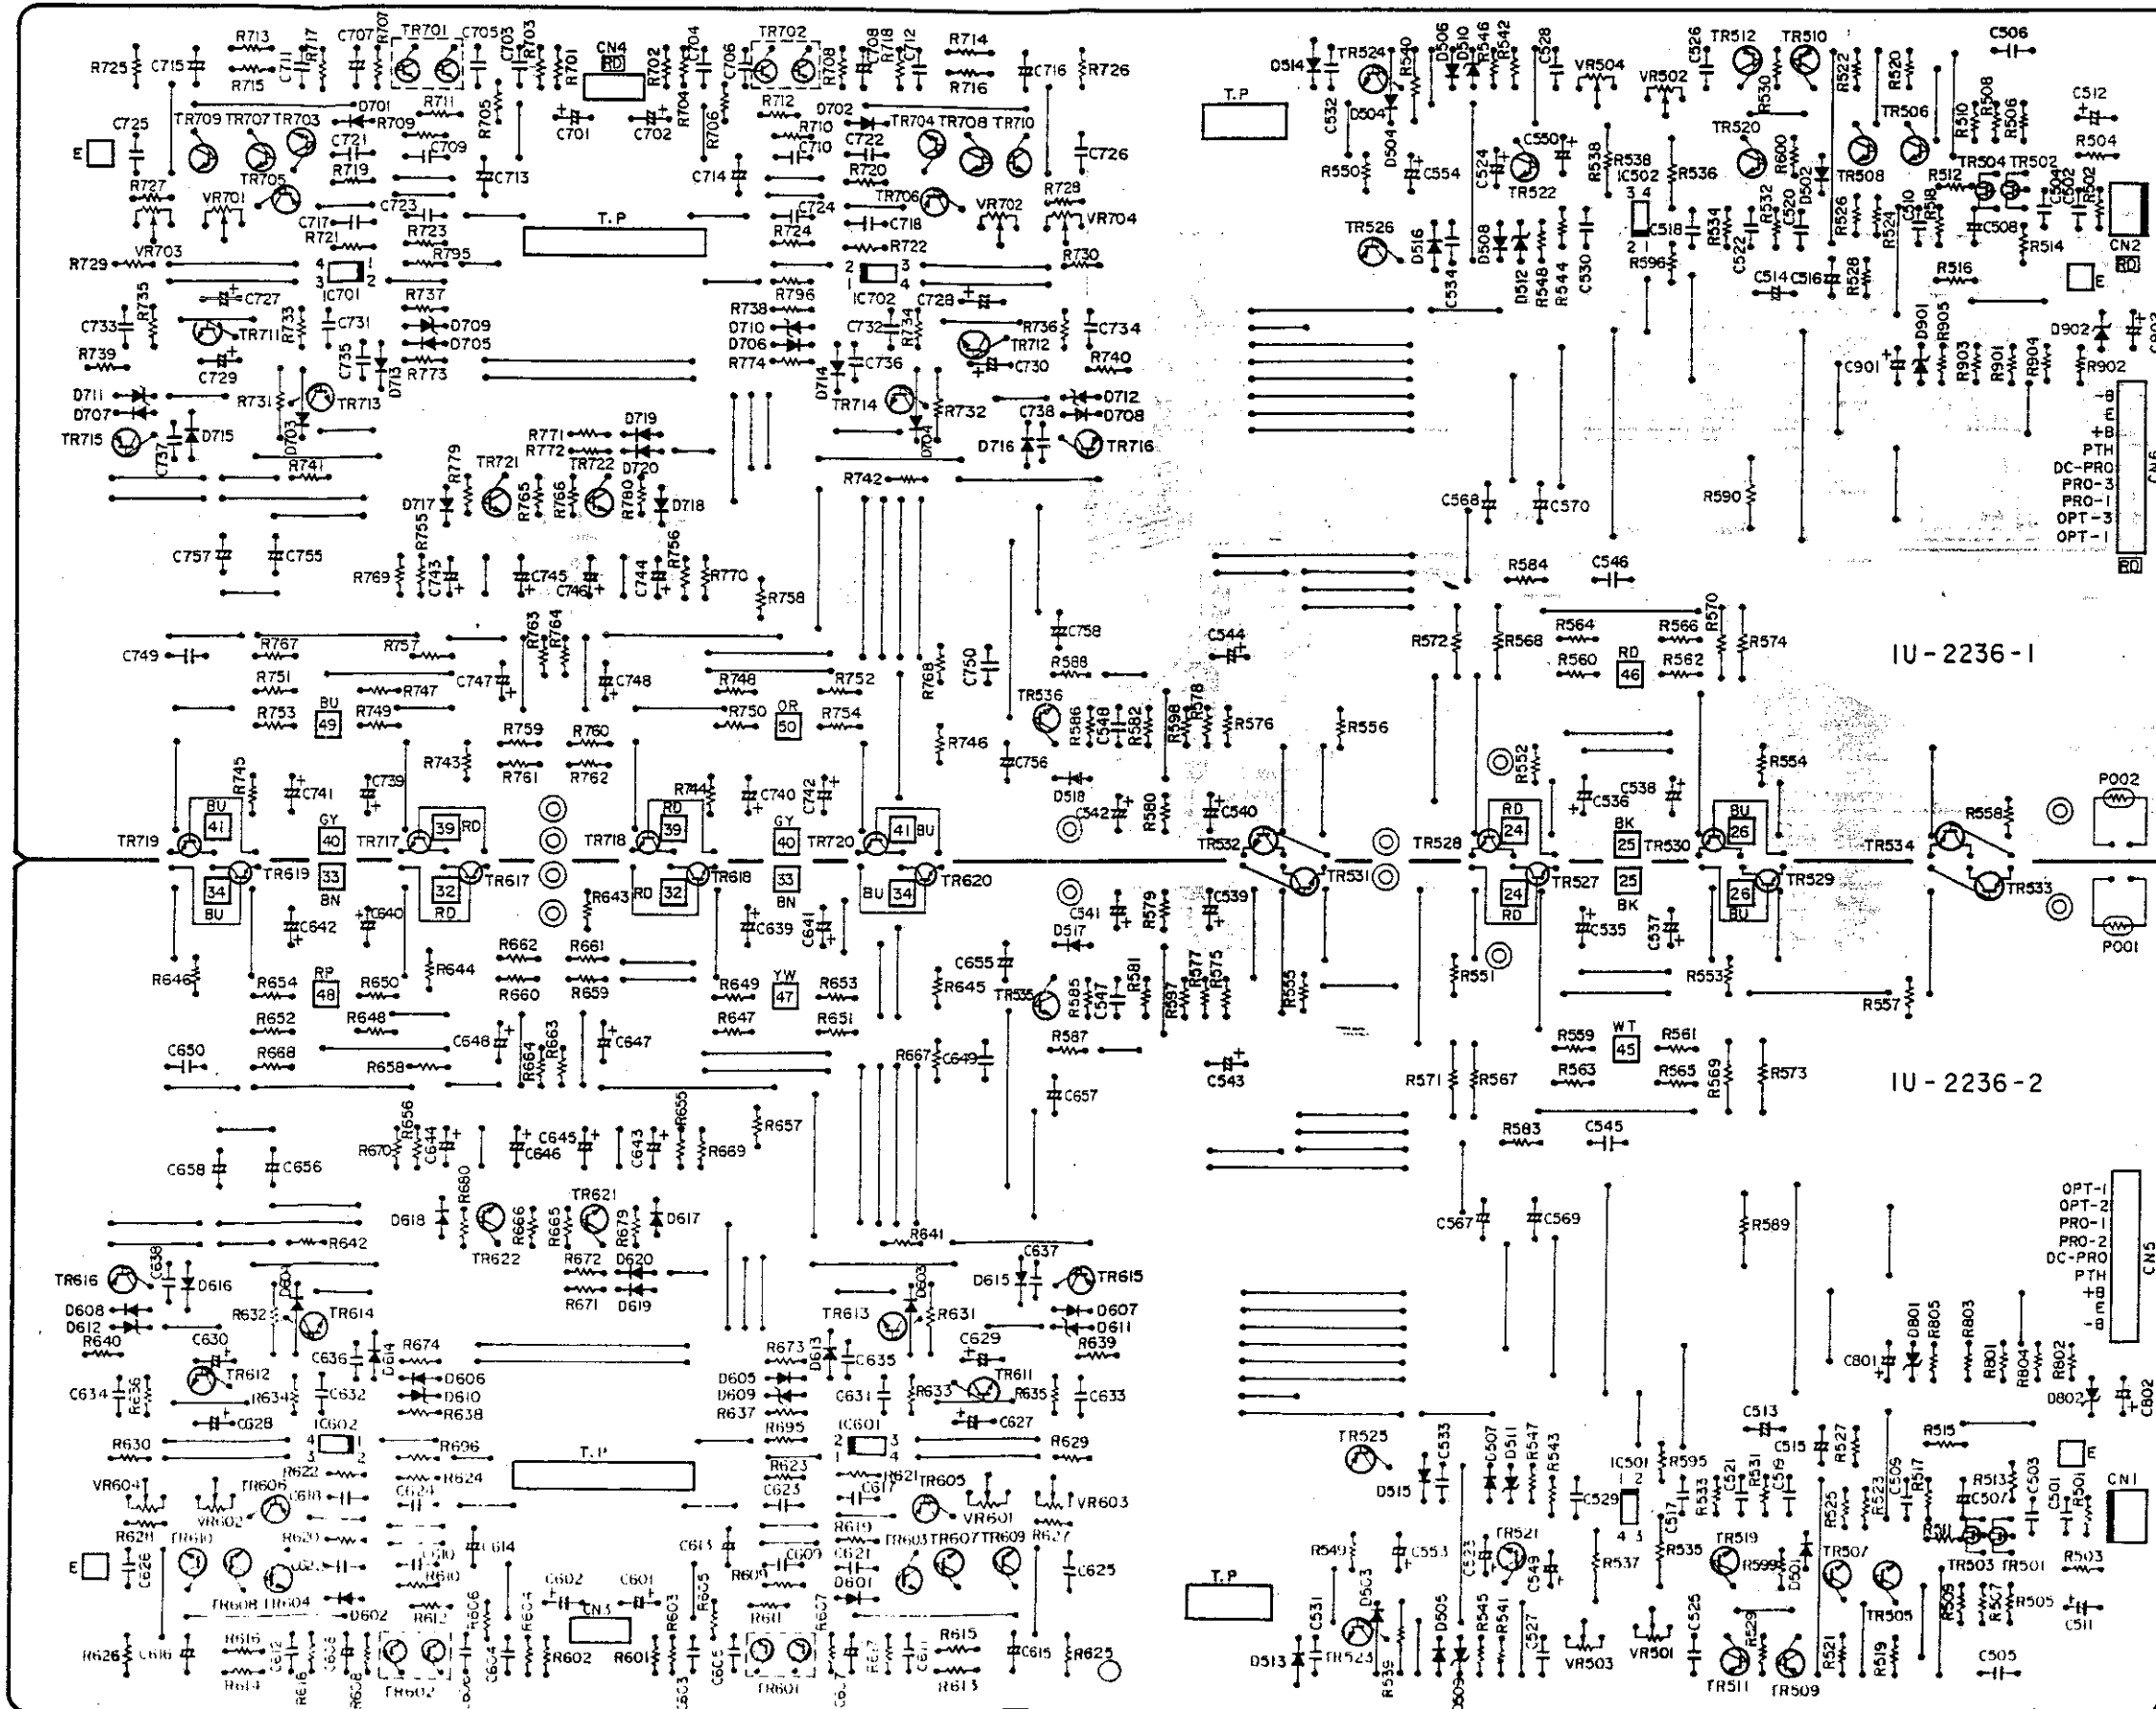 R713 R717 C707 R707 TR701 C705 C703 R703 CN4 R702 C704 TR702 C708 R718 C712 R714
R725 C715 C711 R701 RD C706 R708 C716 R726
R715 R716
D701 R711 R705 R704 R712 D702
TR709 TR707 TR703 R709 C701 C702 R706 R710 TR704 TR708 TR710
C725 C721 C722
E C709 C710 C726
R719 C713 C714 R720
R727 TR705 TR706 R728
VR701 C723 C724 VR702
C717 T.P C718 VR704
R721 R723 R724 R722
VR703 R795
R729 4 1 2 3 R730
3 2 1 4
R735 IC701 R796 IC702
C727 R737 R738 C728
C733 R733 C731 D709 D710 C732 R734 R736 C734
TR711 D705 D706 TR712
R739 C735 R773 R774 C736 R740
C729 D713 D714 C730
D711 R731 TR713 TR714 R732 C738 D712
D707 D708
TR715 D715 D703 R771 D719 D704 D716 TR716
C737 R772
R741 R779 TR721 TR722 D720 R742
D717 R765 R766 R780 D718
R755 R756
C757 C755 R769 C743 C745 C746 C744 R770 R758
R763 R764
C749 R767 R757 C758
R751 R747 C747 C748 R748 R752 R768 C750 R588
BU OR TR536
R753 49 R749 R750 50 R754
R759 R760 R746
R745 R743 R761 R762 R744 C756
C741 C739 C740 C742 D518
BU GY RD GY
TR719 41 40 TR717 39 RD TR718 39 40 TR720 41 BU
TR619 33 TR617 TR618 33 TR620
34 BN 32 RD 32 BN 34
BU RD BU
C642 C640 R643 C639 C641
R662 R661 C655
R646 RP R644 YW
R654 48 R650 R660 R659 R649 47 R653 R645 TR535
R652 R648 R647 R651
C648 R664 R663 C647 R587
C650 R668 R658 R667 C649
C657
R656 R655 R657
R670 C644 C645 C646 C643 R669
C658 C656
R680 TR621
D618 R666 R665 R679 D617
R642 TR622 R641
C638 R672 D620 C637
TR616 D616 D615 TR615
D608 R632 TR614 R671 D619 TR613 R631 D607
D612 D611
R640 C630 R674 R673 D613 C629 R639
C636 D614 C635
TR612 D606 D605 TR611
C634 R636 R634 C632 D610 D609 C631 R633 R635 C633
C628 R638 R637 C627
IC602 R695 IC601
R630 4 1 R696 2 3 R629
3 2 1 4
R622 R624 T.P R623 R621 TR605
VR604 TR606 C624 C623 C617 VR603
VR602 R619 VR601
R620 C614 C613 TR603 TR607 TR609 R627
TR610 C609 C621
E C626 R610 R609 C625
TR608 TR604 R606 C602 C601 R605 D601
D602 R612 R604 CN3 R603 R611 R607
R626 C616 R616 R602 R601 R615 C615 R625
R614 TR602 C603 TR601 R613
D506 D510 R546 R542 C528 C526 TR512 TR510 C506
TR524 R540 VR504 R522 R520
D514 VR502 R530
T.P R508 C512
C532 D504 TR506 R510 R506
C550 TR520 R504
R550 D504 C554 C524 R538 IC502 R536 R600 D502 TR508 R512 TR504 TR502
TR522 3 4 C504 C502 R502
TR526 D516 D508 C518 R534 R532 C520 R526 R524 C510 R518 C508
C534 D512 R548 R544 C530 2 1 R596 C522 R514 CN2
C514 C516 R528 R516 RD
E
D901 R905 D902 C902
C901 R903 R901 R904 R902
-B
E
+B
PTH
DC-PRO
PRO-3
PRO-1
OPT-3
OPT-1
CN6
RD
C568 C570 R590
R584 C546
R570
C544 R572 R568 R564 R566 R574
RD
R560 46 R562
1U-2236-1
R586 C548 R582 R598 R578 R576 R556
R552 R554
C542 R580 C540 C536 C538 P002
RD BK BU R558
TR532 TR528 24 25 TR530 26 TR534
TR531 24 25 TR527 26 TR529 TR533
RD BK BU
C541 R579 C539 C535 C537 P001
D517
R585 C547 R581 R597 R577 R575 R555 R551 R553 R557
WT
R559 45 R561
C543 R571 R567 R563 R565 R569 R573
1U-2236-2
R583 C545
C567 C569 R589
OPT-1
OPT-2
PRO-1
PRO-2
DC-PRO
PTH
+B
E
-B
CN5
D801 R805 R803
C801 R801 R804 R802
D802 C802
TR525 C533 D507 D511 R547 R543 C513 C515 R527 R515
IC501 R595 C521 R531 C519 E
D515 1 2 R533 R525 R523 C509 R517 R513 C503 CN1
C529 C517 C507 C501 R501
4 3 R511
R549 C553 C523 TR521 R537 R535 TR519 R599 D501 TR507 TR503 TR501 R503
C549
T.P D503 R509 R507 R505
C531 D505 R545 R541 C527 C525 R529 TR505 C511
D513 TR523 R539 D509 VR503 VR501 TR511 TR509 R521 R519 C505